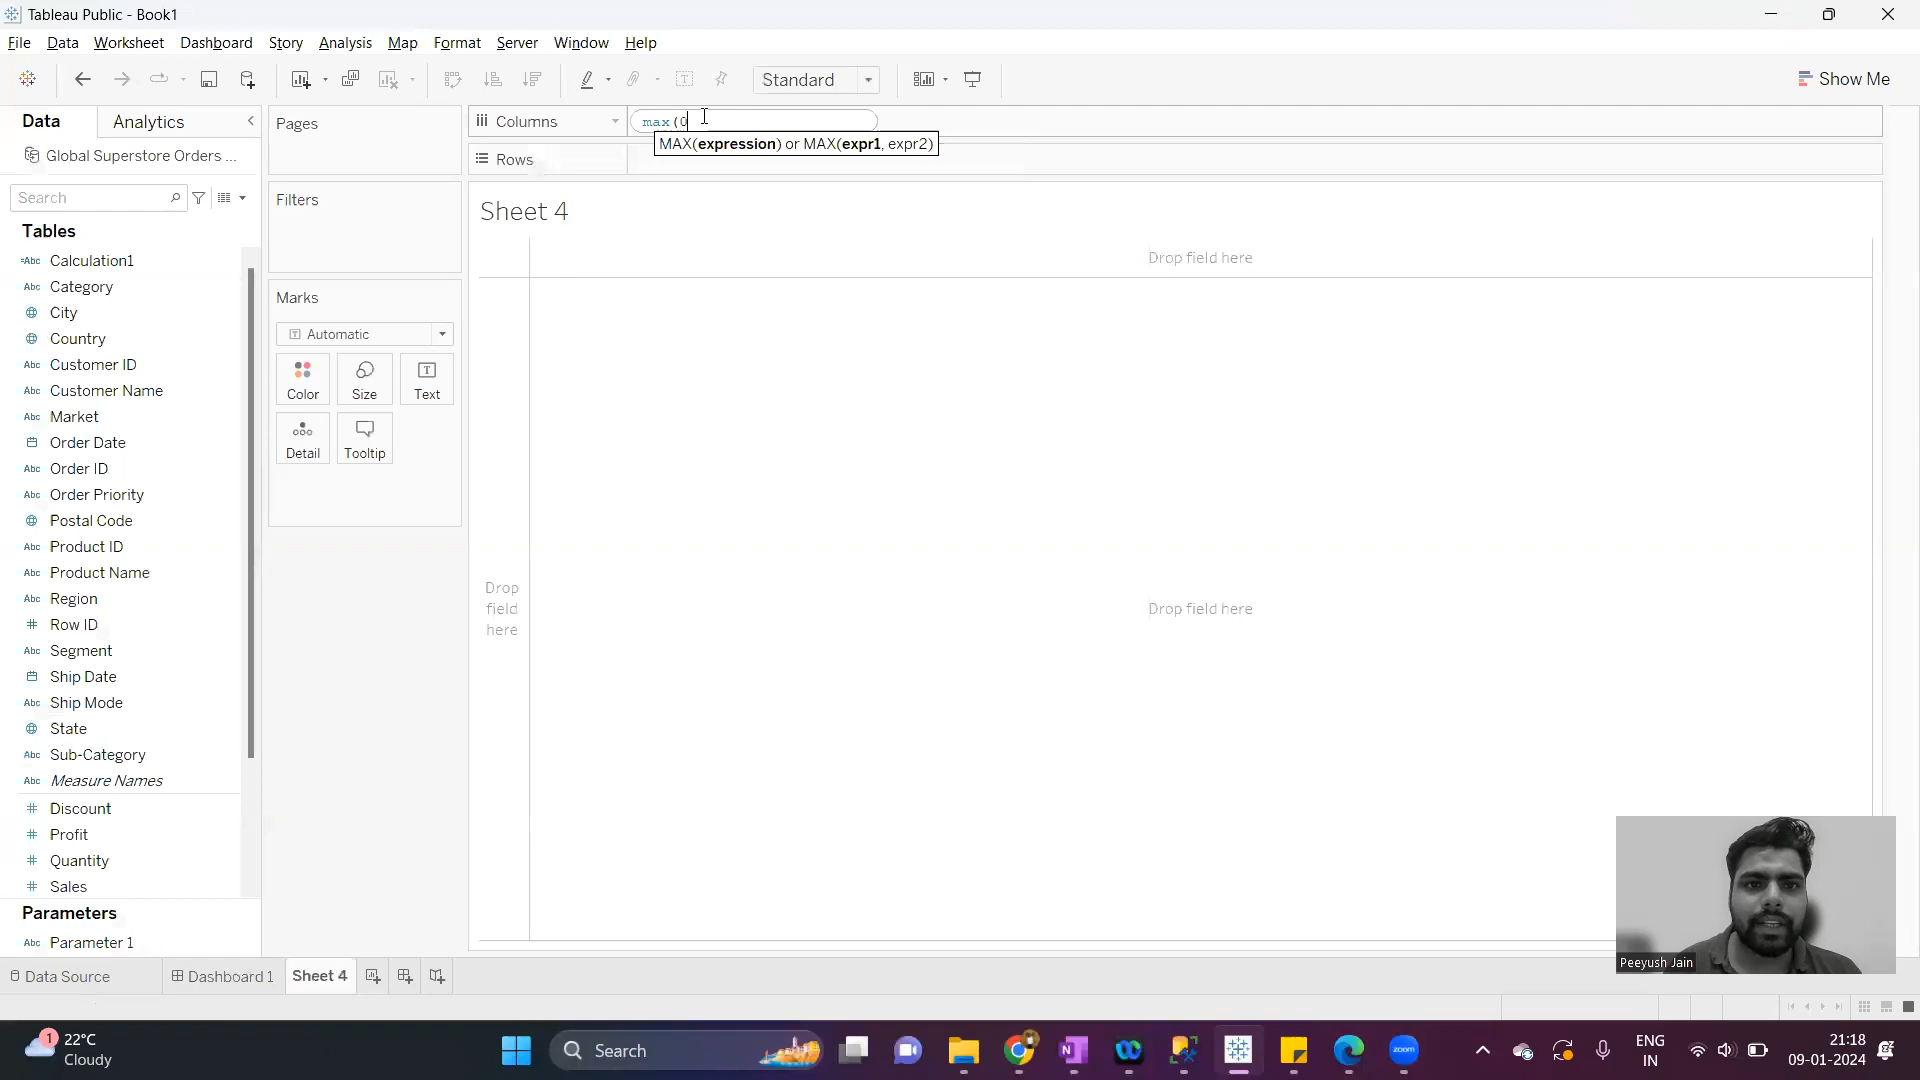 Tableau Public - Book1
File Data Worksheet Dashboard Story Analysis Map Format Server Window Help
Standard
Show Me
Data
Analytics
Global Superstore Orders ...
Search
Tables
Calculation1
Category
City
Country
Customer ID
Customer Name
Market
Order Date
Order ID
Order Priority
Postal Code
Product ID
Product Name
Region
Row ID
Segment
Ship Date
Ship Mode
State
Sub-Category
Measure Names
Discount
Profit
Quantity
Sales
Parameters
Parameter 1
Pages
Filters
Marks
Automatic
Color
Size
Text
Detail
Tooltip
Columns
max(0
MAX(expression) or MAX(expr1, expr2)
Rows
Sheet 4
Drop field here
Drop
field
here
Drop field here
Peeyush Jain
Data Source
Dashboard 1
Sheet 4
1
22°C
Cloudy
Search
zoom
ENG
IN
21:18
09-01-2024